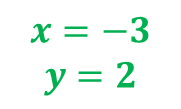 x = −3
y = 2